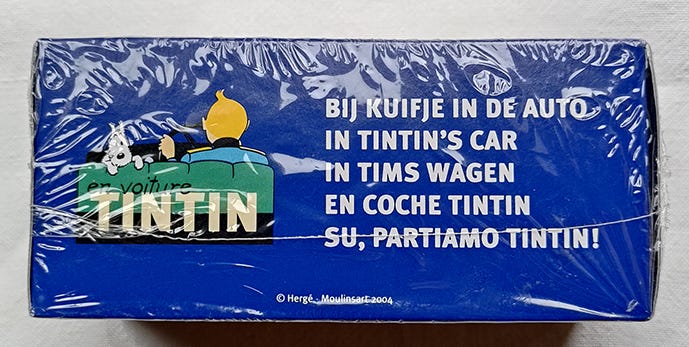 en voiture
TINTIN
BIJ KUIFJE IN DE AUTO
IN TINTIN'S CAR
IN TIMS WAGEN
EN COCHE TINTIN
SU, PARTIAMO TINTIN!
© Hergé - Moulinsart 2004